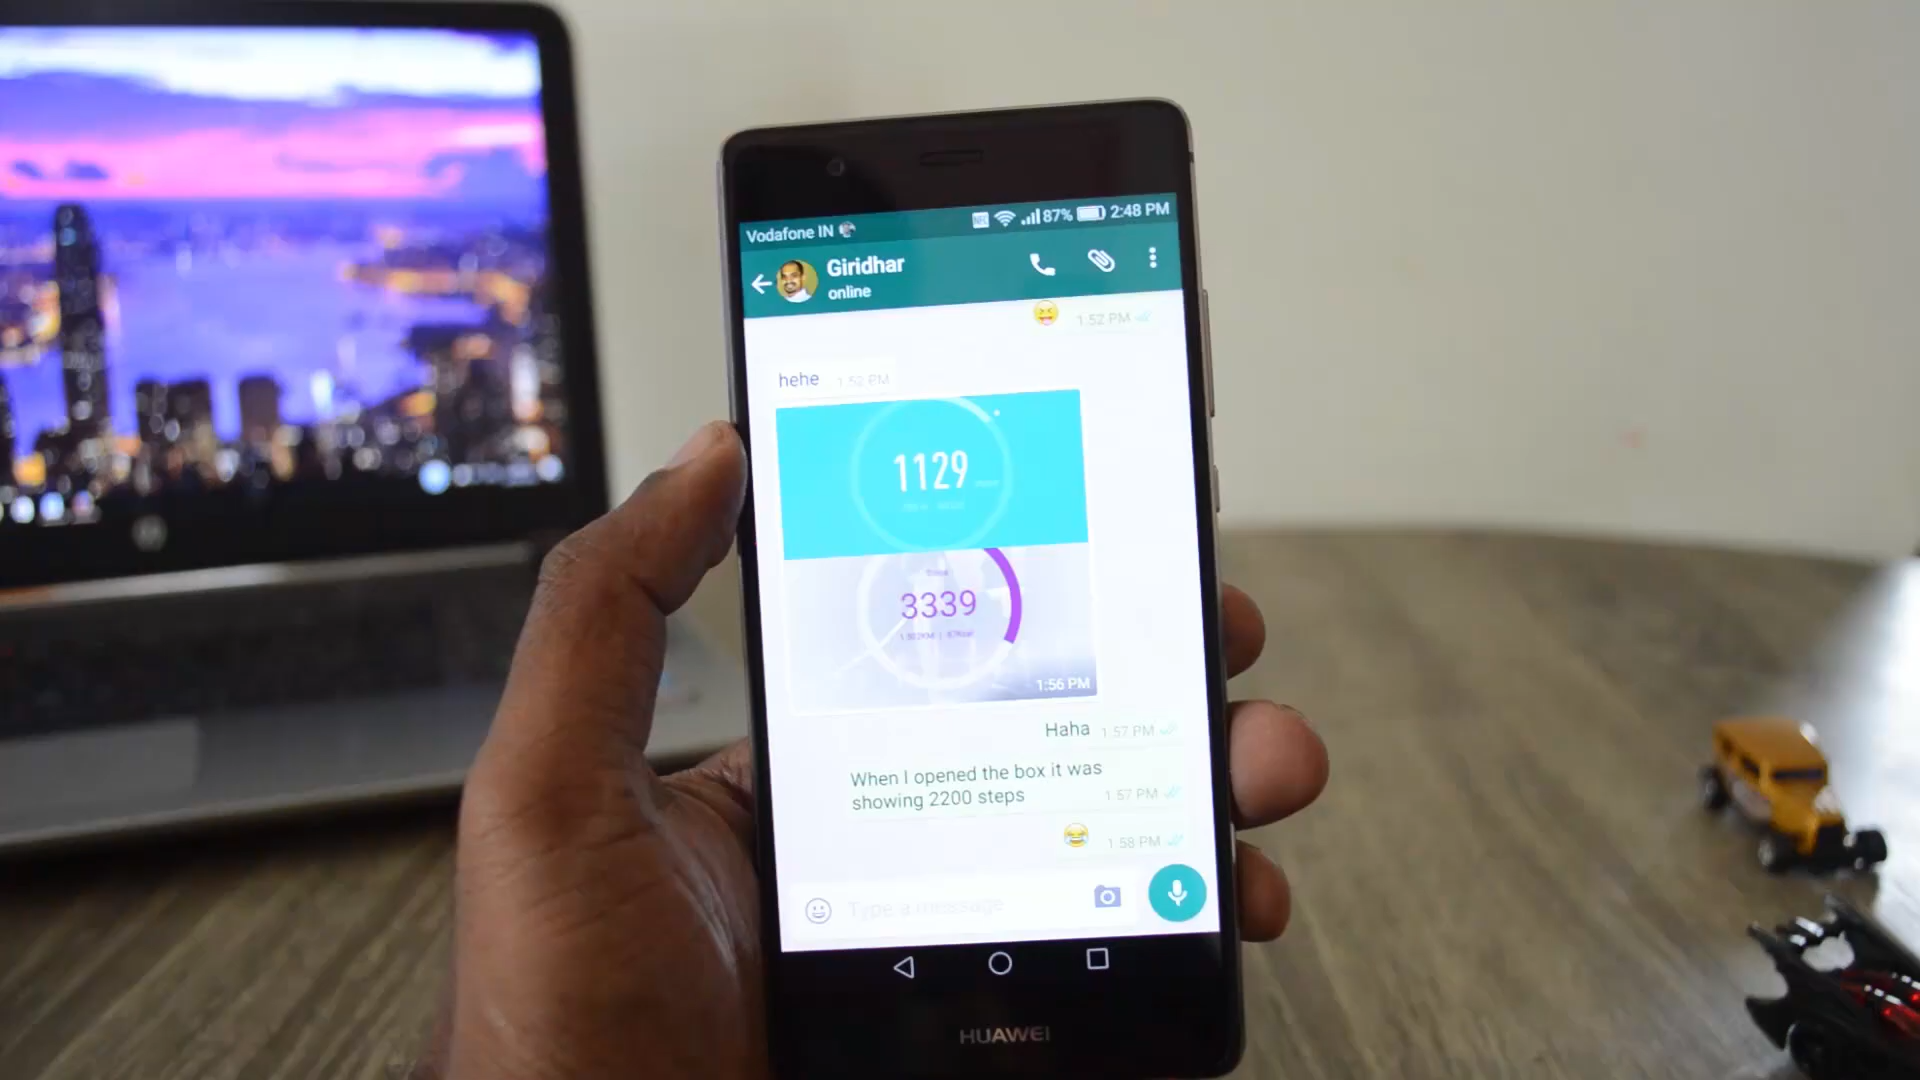 Vodafone IN
87%
2:48 PM
Giridhar
online
1:52 PM
hehe
1:52 PM
1129
3339
1:56 PM
Haha
1:57 PM
When I opened the box it was
showing 2200 steps
1:57 PM
1:58 PM
Type a message
HUAWEI